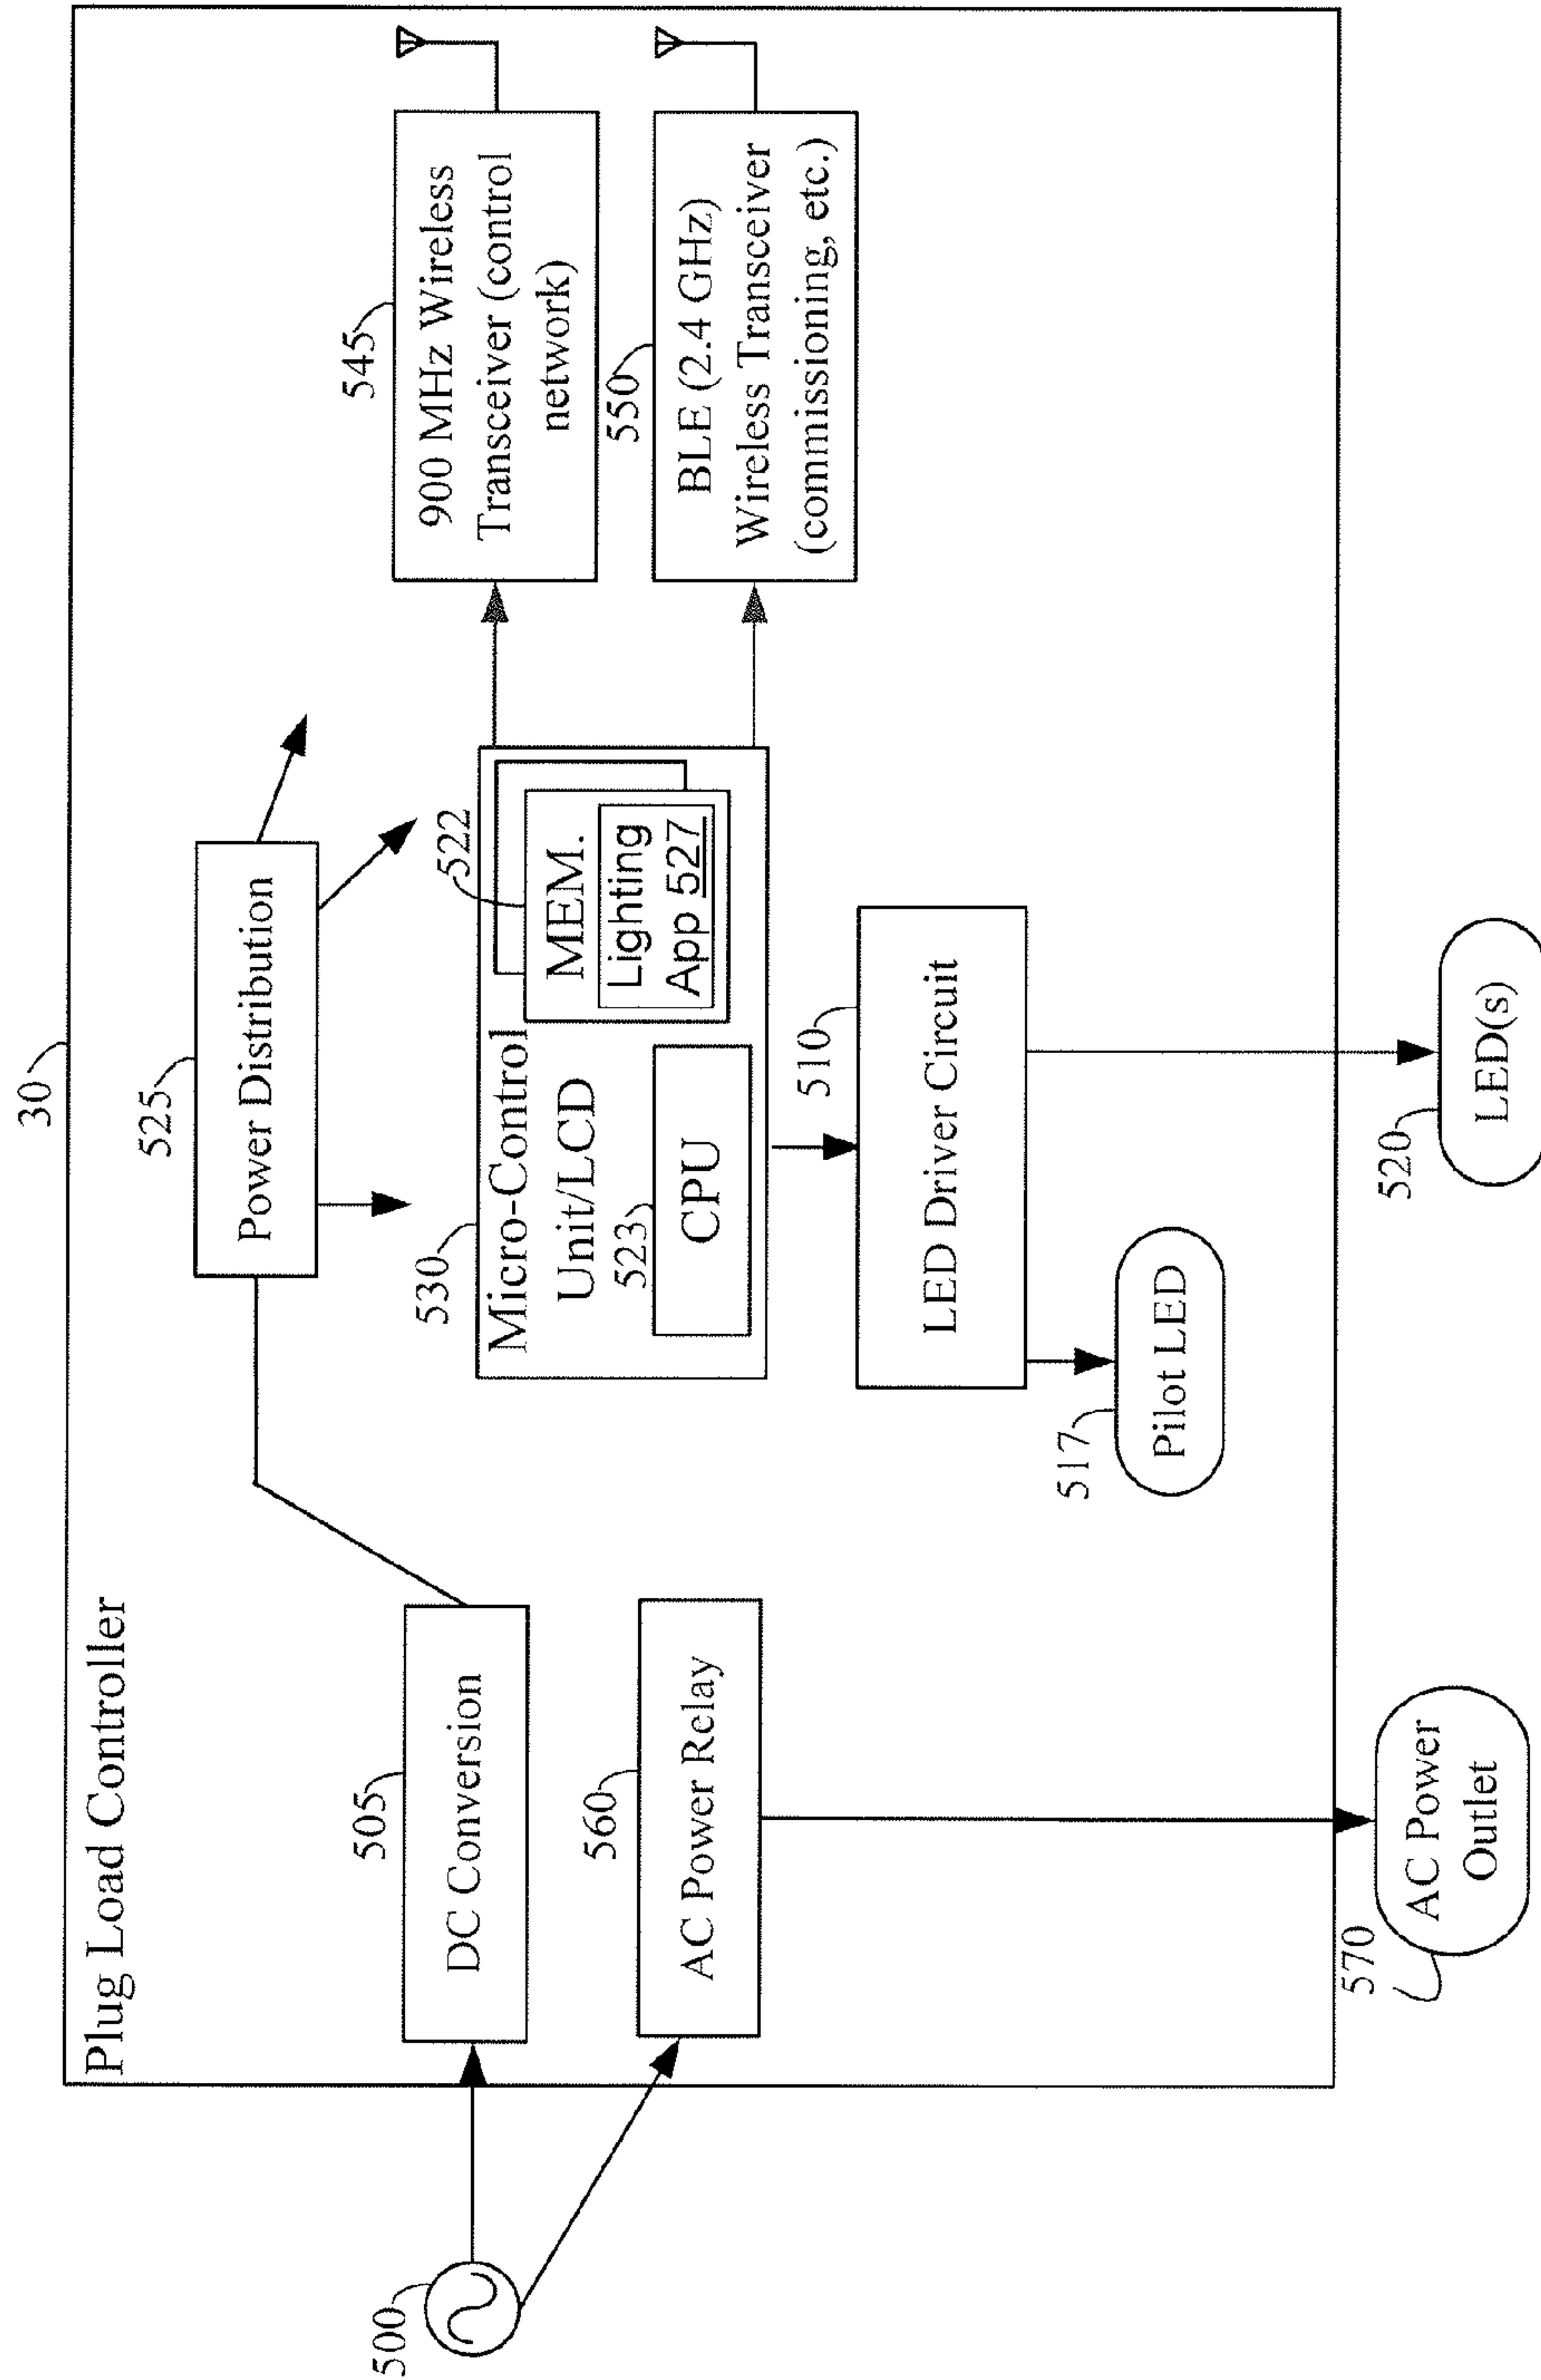 30
Plug Load Controller
525
Power Distribution
500
505
DC Conversion
560
AC Power Relay
530
Micro-Control
Unit/LCD
523
CPU
522
MEM.
Lighting
App 527
545
900 MHz Wireless
Transceiver (control
network)
550
BLE (2.4 GHz)
Wireless Transceiver
(commissioning, etc.)
510
LED Driver Circuit
517
Pilot LED
520
LED(s)
570
AC Power
Outlet